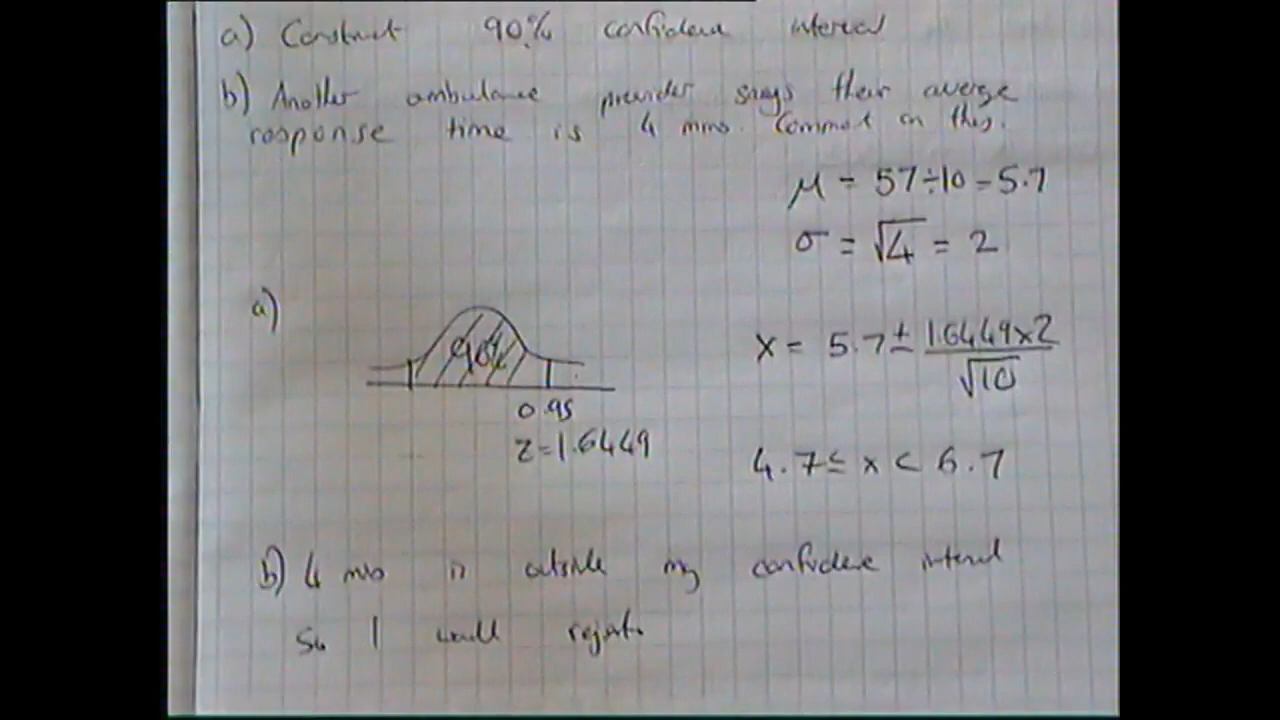 a) Construct 90% confidence interval
b) Another ambulance provider says their average
response time is 4 mins. Comment on this.
μ = 57÷10 = 5.7
σ = √4 = 2
a)
90%
0.95
z=1.6449
x = 5.7 ± 1.6449×2
√10
4.7 ≤ x < 6.7
b) 4 mins is outside my confidence interval
So I would reject.